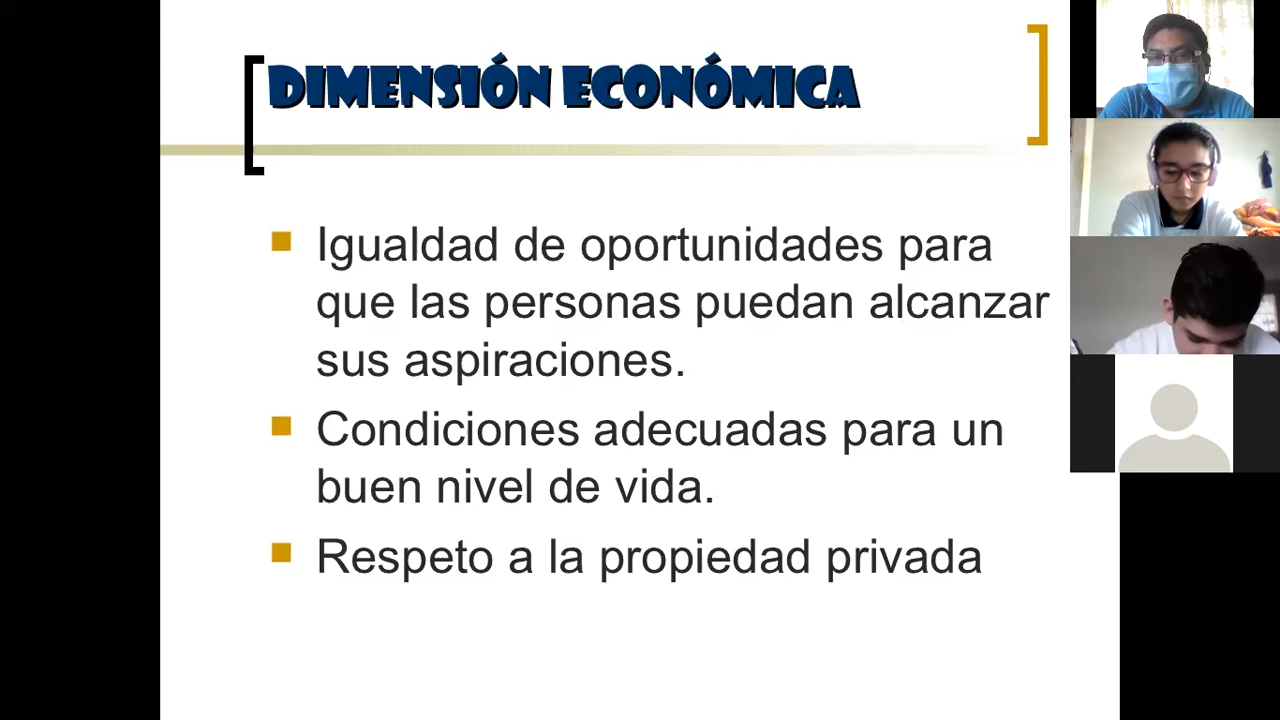 DIMENSIÓN ECONÓMICA
Igualdad de oportunidades para
que las personas puedan alcanzar
sus aspiraciones.
Condiciones adecuadas para un
buen nivel de vida.
Respeto a la propiedad privada